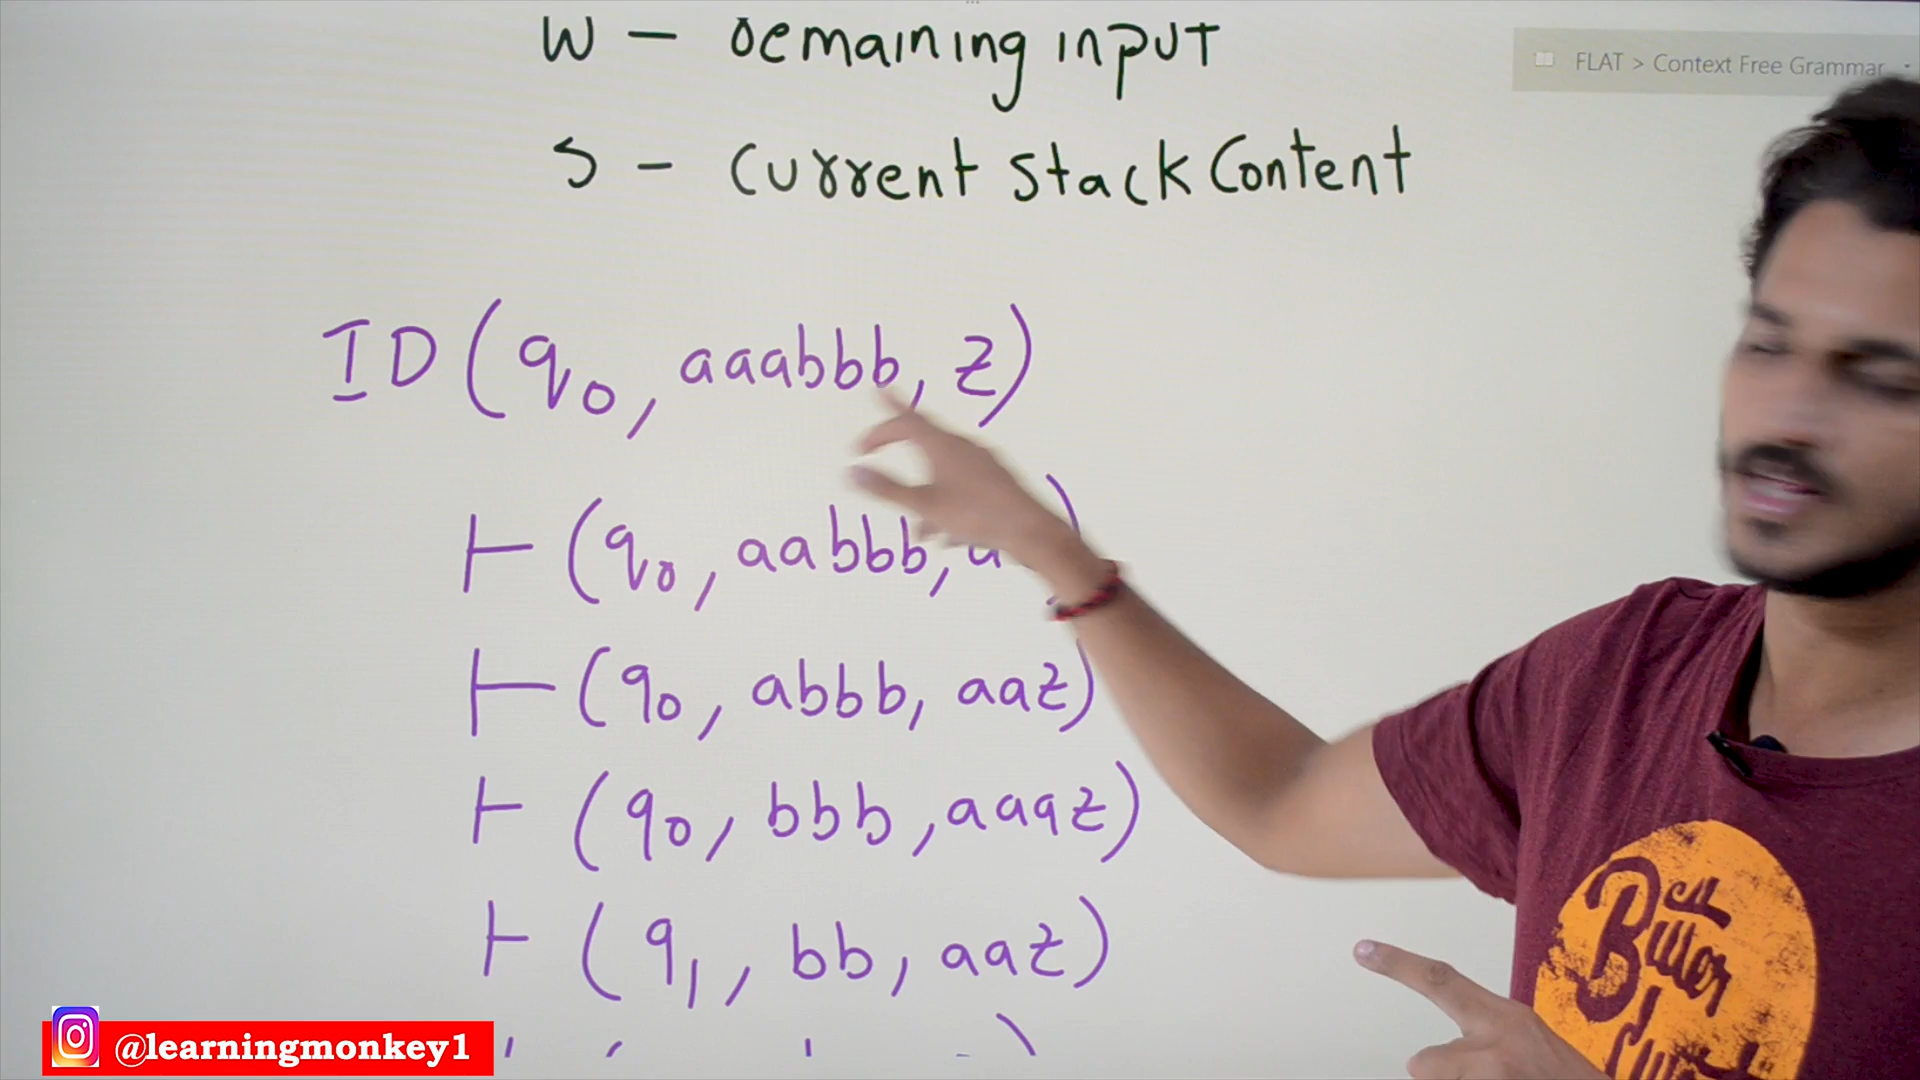 W - remaining input
FLAT > Context Free Grammar
S - Current Stack Content
ID (q0, aaabbb, z)
⊢ (q0, aabbb, a )
⊢ (q0, abbb, aaz)
⊢ (q0, bbb, aaaz)
⊢ (q1, bb, aaz)
@learningmonkey1